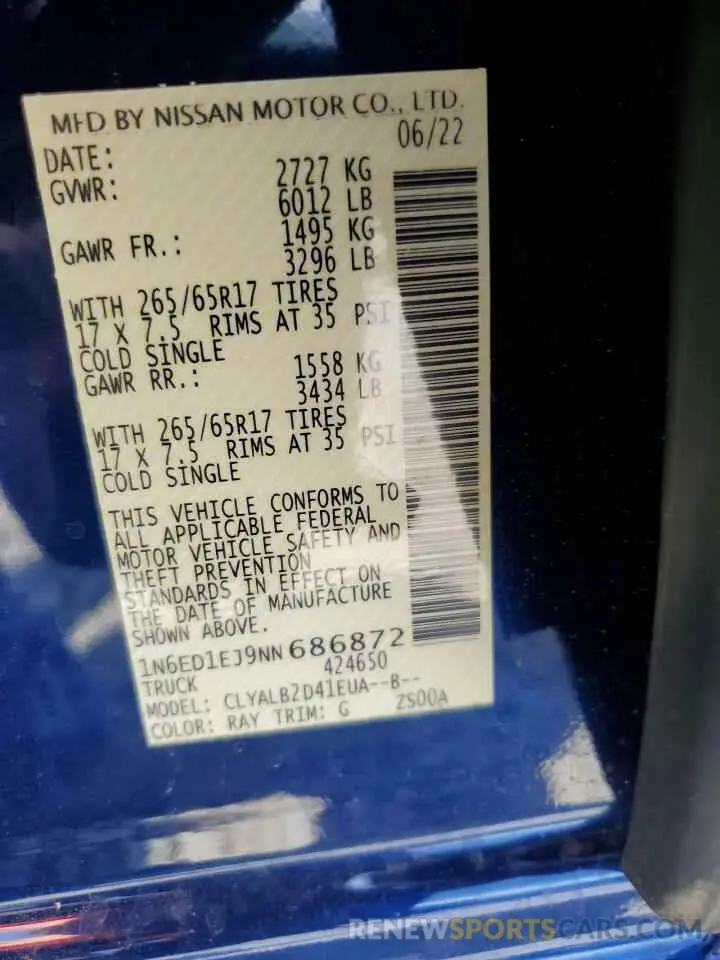 MFD BY NISSAN MOTOR CO., LTD.
DATE: 06/22
GVWR: 2727 KG
6012 LB
GAWR FR.: 1495 KG
3296 LB
WITH 265/65R17 TIRES
17 X 7.5 RIMS AT 35 PSI
COLD SINGLE
GAWR RR.: 1558 KG
3434 LB
WITH 265/65R17 TIRES
17 X 7.5 RIMS AT 35 PSI
COLD SINGLE
THIS VEHICLE CONFORMS TO
ALL APPLICABLE FEDERAL
MOTOR VEHICLE SAFETY AND
THEFT PREVENTION
STANDARDS IN EFFECT ON
THE DATE OF MANUFACTURE
SHOWN ABOVE.
1N6ED1EJ9NN686872
TRUCK 424650
MODEL: CLYALB2D41EUA--B--
COLOR: RAY TRIM: G ZS00A
RENEWSPORTSCARS.COM